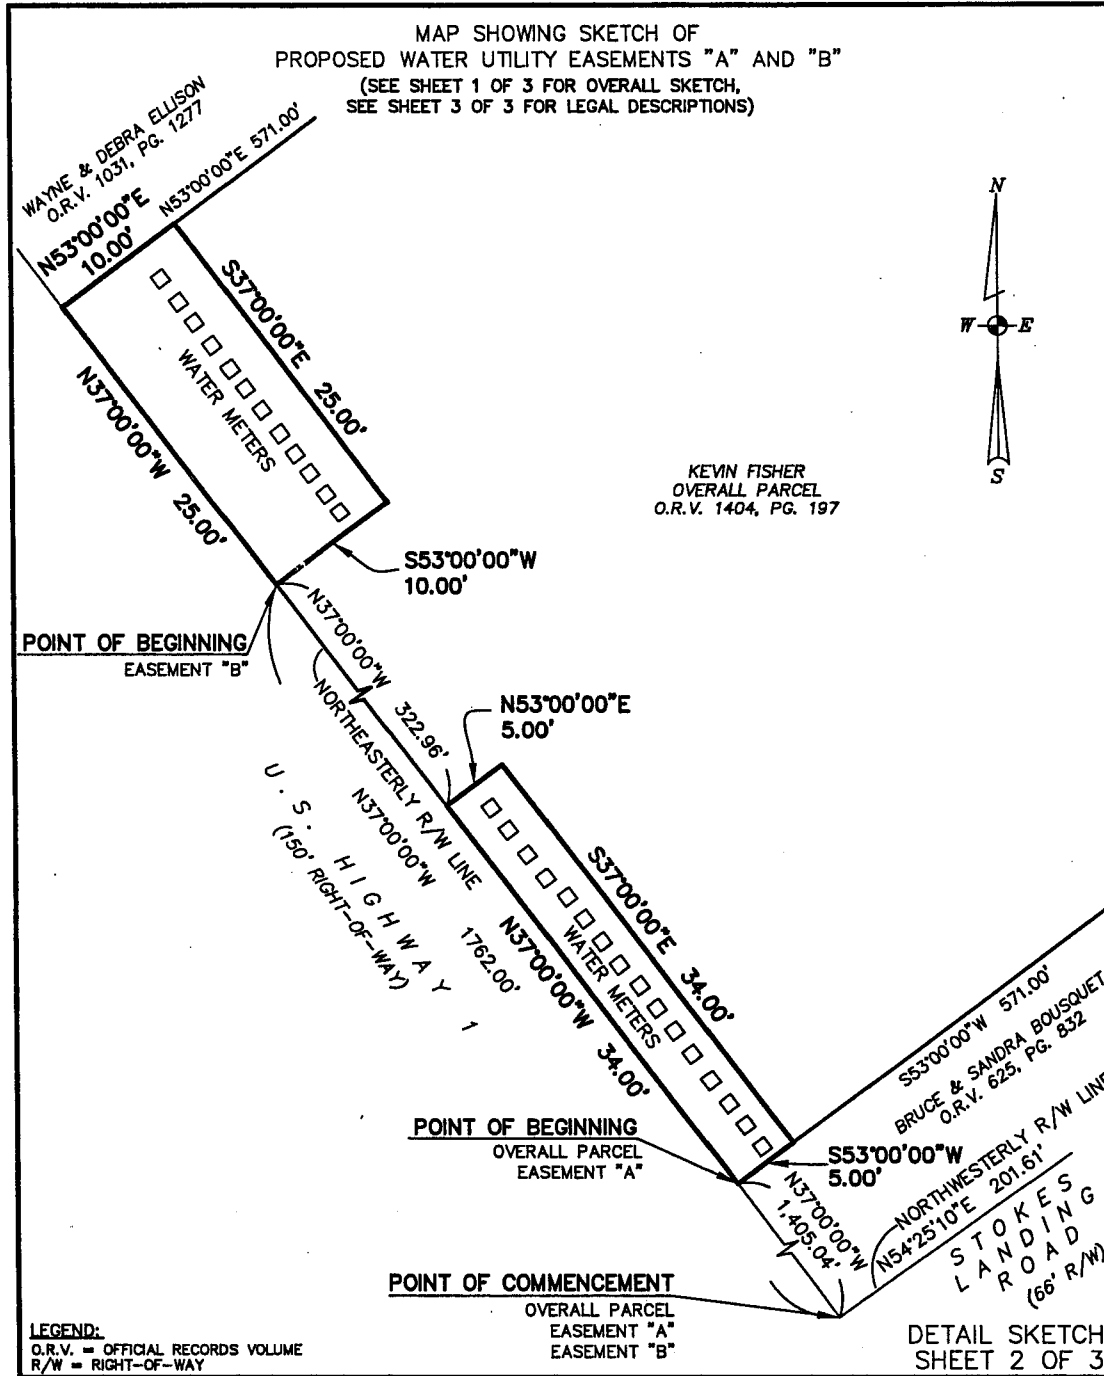 MAP SHOWING SKETCH OF
PROPOSED WATER UTILITY EASEMENTS "A" AND "B"
(SEE SHEET 1 OF 3 FOR OVERALL SKETCH,
SEE SHEET 3 OF 3 FOR LEGAL DESCRIPTIONS)
WAYNE & DEBRA ELLISON
O.R.V. 1031, PG. 1277
N53°00'00"E 571.00'
N53°00'00"E
10.00'
S37°00'00"E 25.00'
WATER METERS
N37°00'00"W 25.00'
N
W E
S
KEVIN FISHER
OVERALL PARCEL
O.R.V. 1404, PG. 197
S53°00'00"W
10.00'
POINT OF BEGINNING
EASEMENT "B"
N37°00'00"W 322.96'
NORTHEASTERLY R/W LINE
N37°00'00"W 1762.00'
U. S. HIGHWAY 1
(150' RIGHT-OF-WAY)
N53°00'00"E
5.00'
S37°00'00"E 34.00'
WATER METERS
N37°00'00"W 34.00'
POINT OF BEGINNING
OVERALL PARCEL
EASEMENT "A"
S53°00'00"W
5.00'
S53°00'00"W 571.00'
BRUCE & SANDRA BOUSQUET
O.R.V. 625, PG. 832
NORTHWESTERLY R/W LINE
N54°25'10"E 201.61'
STOKES
LANDING
ROAD
(66' R/W)
N37°00'00"W
1,405.04'
POINT OF COMMENCEMENT
OVERALL PARCEL
EASEMENT "A"
EASEMENT "B"
LEGEND:
O.R.V. = OFFICIAL RECORDS VOLUME
R/W = RIGHT-OF-WAY
DETAIL SKETCH
SHEET 2 OF 3